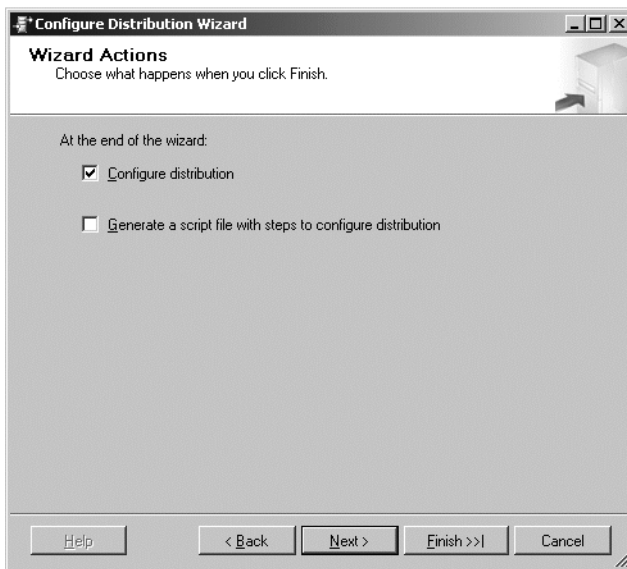 Configure Distribution Wizard
Wizard Actions
Choose what happens when you click Finish.
At the end of the wizard:
Configure distribution
Generate a script file with steps to configure distribution
Help
< Back
Next >
Finish >>|
Cancel